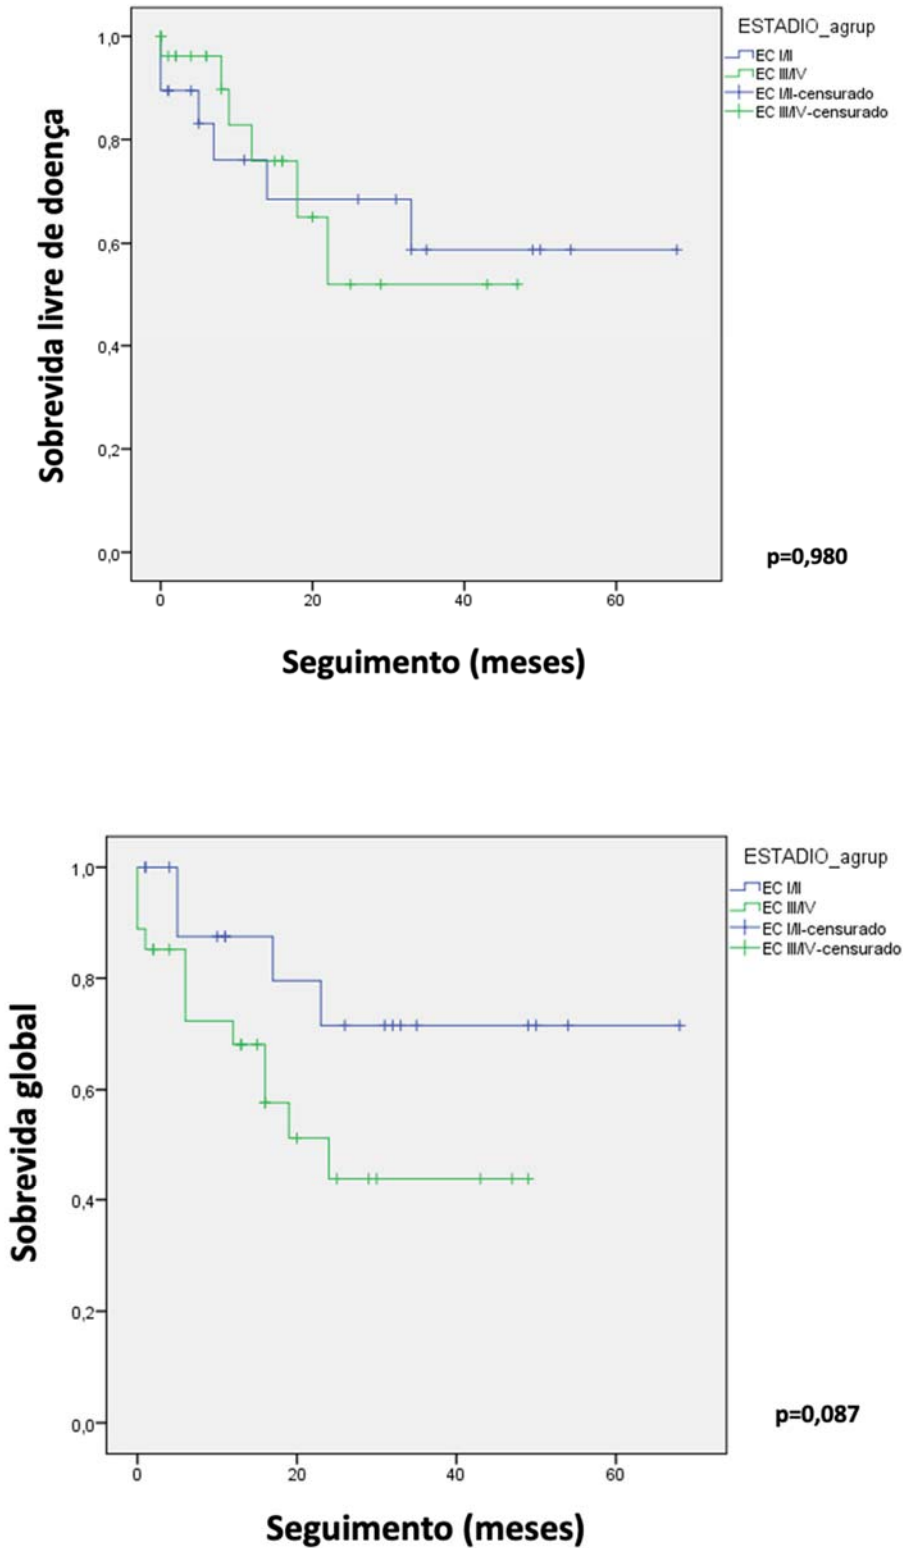 ESTADIO_agrup
EC I/II
EC III/IV
EC I/II-censurado
EC III/IV-censurado
Sobrevida livre de doença
1,0
0,8
0,6
0,4
0,2
0,0
0 20 40 60
p=0,980
Seguimento (meses)
ESTADIO_agrup
EC I/II
EC III/IV
EC I/II-censurado
EC III/IV-censurado
Sobrevida global
1,0
0,8
0,6
0,4
0,2
0,0
0 20 40 60
p=0,087
Seguimento (meses)